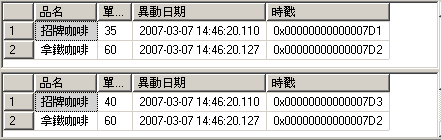 品名 單... 異動日期 時戳
1 招牌咖啡 35 2007-03-07 14:46:20.110 0x00000000000007D1
2 拿鐵咖啡 60 2007-03-07 14:46:20.127 0x00000000000007D2
品名 單... 異動日期 時戳
1 招牌咖啡 40 2007-03-07 14:46:20.110 0x00000000000007D3
2 拿鐵咖啡 60 2007-03-07 14:46:20.127 0x00000000000007D2